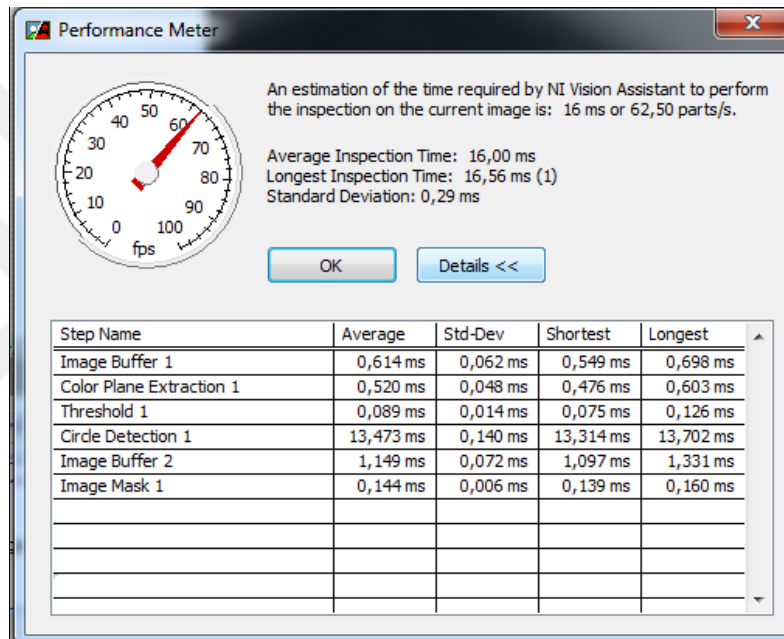 Performance Meter
An estimation of the time required by NI Vision Assistant to perform
the inspection on the current image is: 16 ms or 62,50 parts/s.
Average Inspection Time: 16,00 ms
Longest Inspection Time: 16,56 ms (1)
Standard Deviation: 0,29 ms
0 10 20 30 40 50 60 70 80 90 100
fps
OK Details <<
Step Name Average Std-Dev Shortest Longest
Image Buffer 1 0,614 ms 0,062 ms 0,549 ms 0,698 ms
Color Plane Extraction 1 0,520 ms 0,048 ms 0,476 ms 0,603 ms
Threshold 1 0,089 ms 0,014 ms 0,075 ms 0,126 ms
Circle Detection 1 13,473 ms 0,140 ms 13,314 ms 13,702 ms
Image Buffer 2 1,149 ms 0,072 ms 1,097 ms 1,331 ms
Image Mask 1 0,144 ms 0,006 ms 0,139 ms 0,160 ms